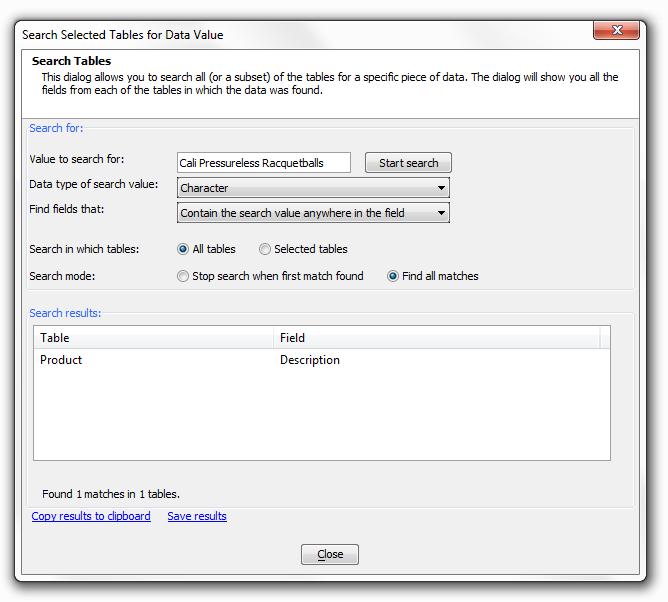 Search Selected Tables for Data Value
Search Tables
This dialog allows you to search all (or a subset) of the tables for a specific piece of data. The dialog will show you all the
fields from each of the tables in which the data was found.
Search for:
Value to search for: Cali Pressureless Racquetballs Start search
Data type of search value: Character
Find fields that: Contain the search value anywhere in the field
Search in which tables: All tables Selected tables
Search mode: Stop search when first match found Find all matches
Search results:
Table Field
Product Description
Found 1 matches in 1 tables.
Copy results to clipboard Save results
Close